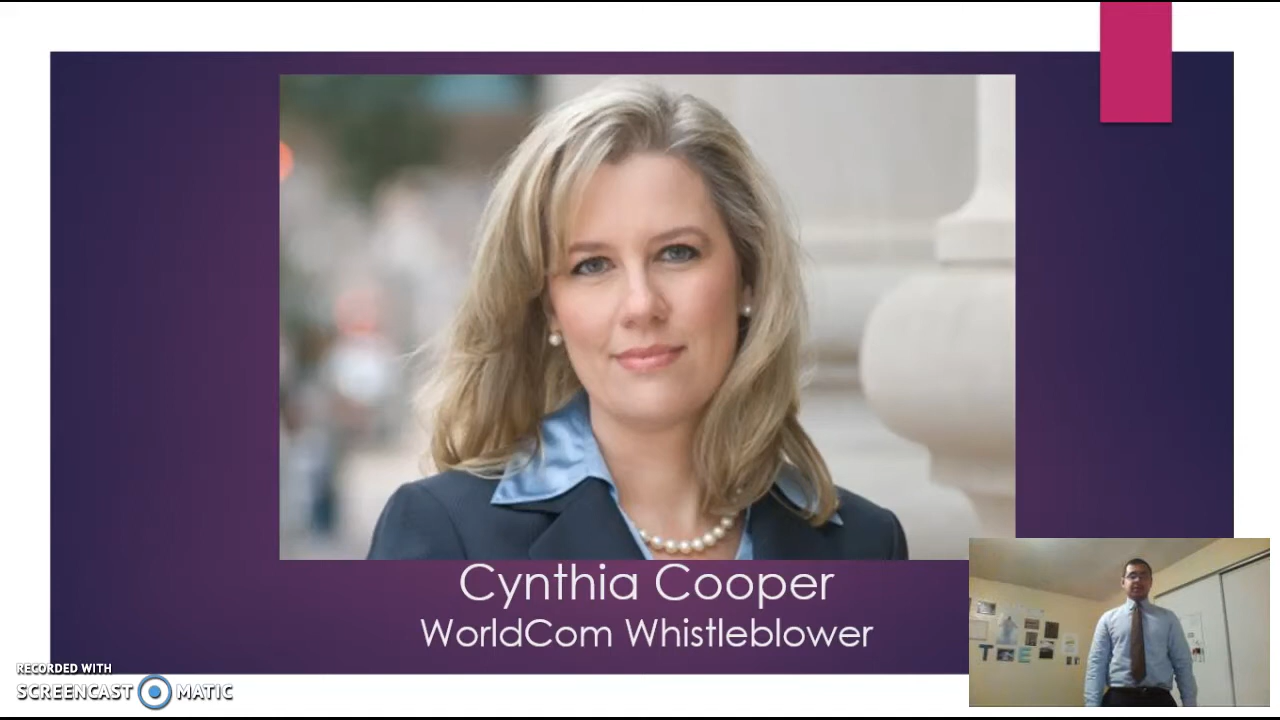 Cynthia Cooper
WorldCom Whistleblower
RECORDED WITH
SCREENCAST MATIC